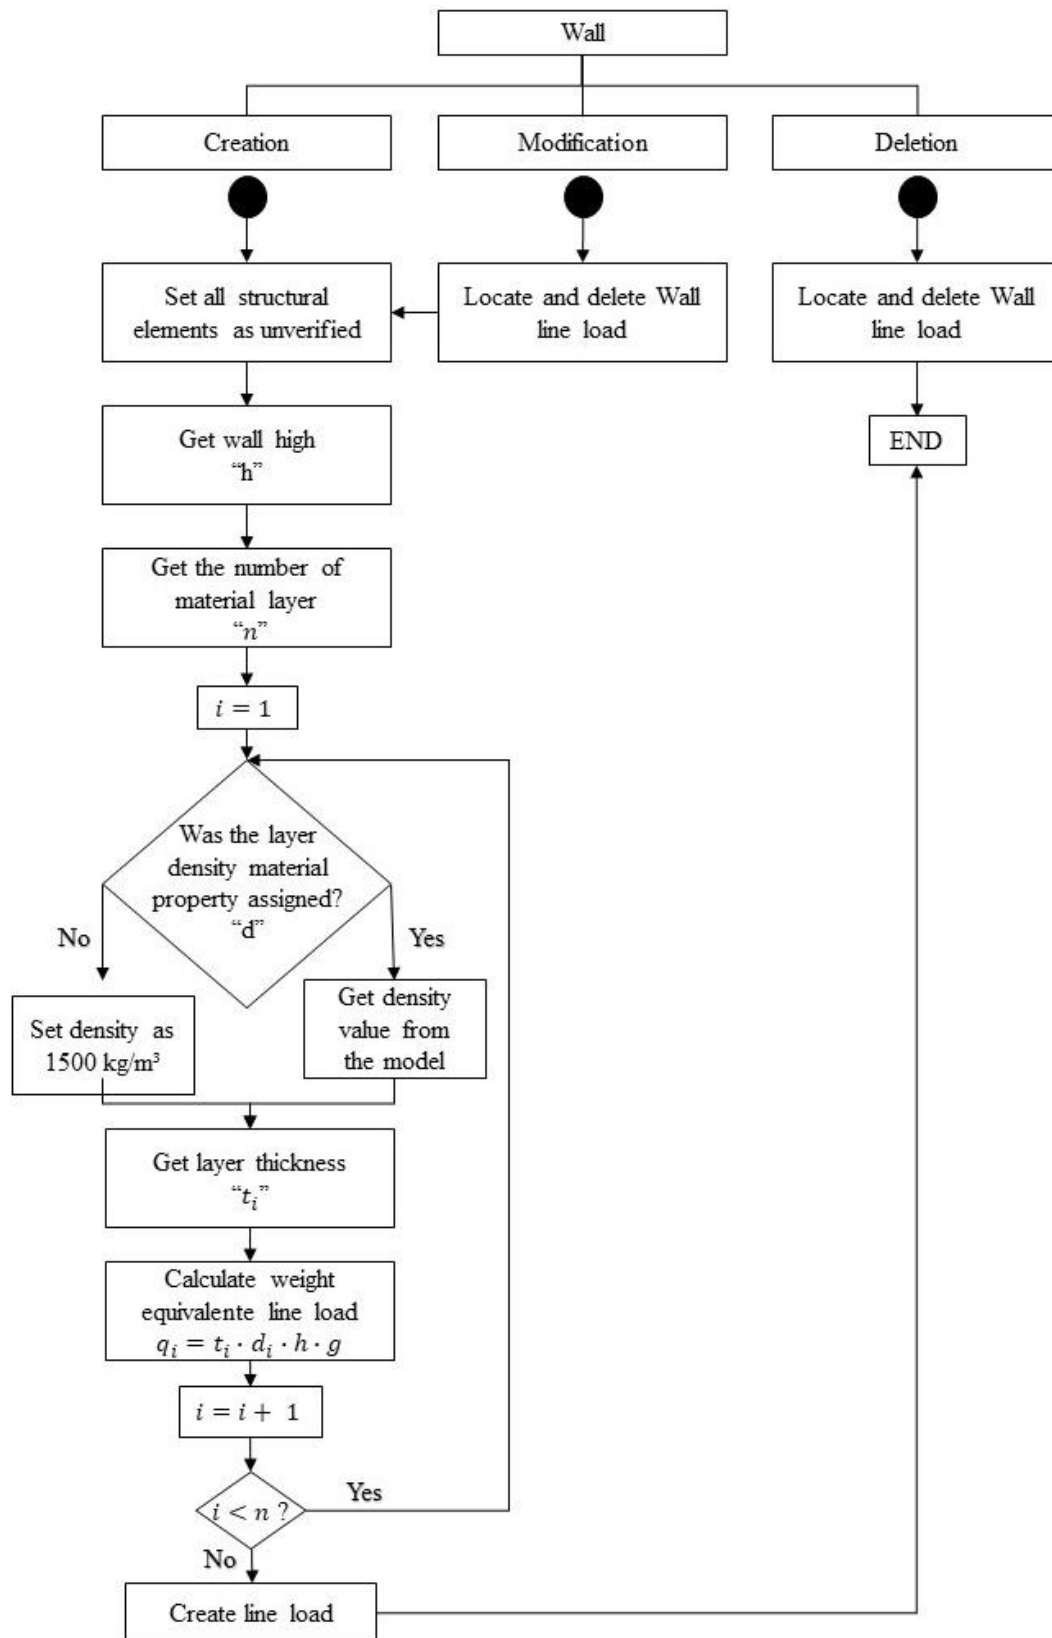 Wall
Creation
Modification
Deletion
Set all structural
elements as unverified
Locate and delete Wall
line load
Locate and delete Wall
line load
Get wall high
“h”
END
Get the number of
material layer
“n”
i = 1
Was the layer
density material
property assigned?
“d”
No
Yes
Set density as
1500 kg/m³
Get density
value from
the model
Get layer thickness
“tᵢ”
Calculate weight
equivalente line load
qᵢ = tᵢ · dᵢ · h · g
i = i + 1
i < n ?
Yes
No
Create line load